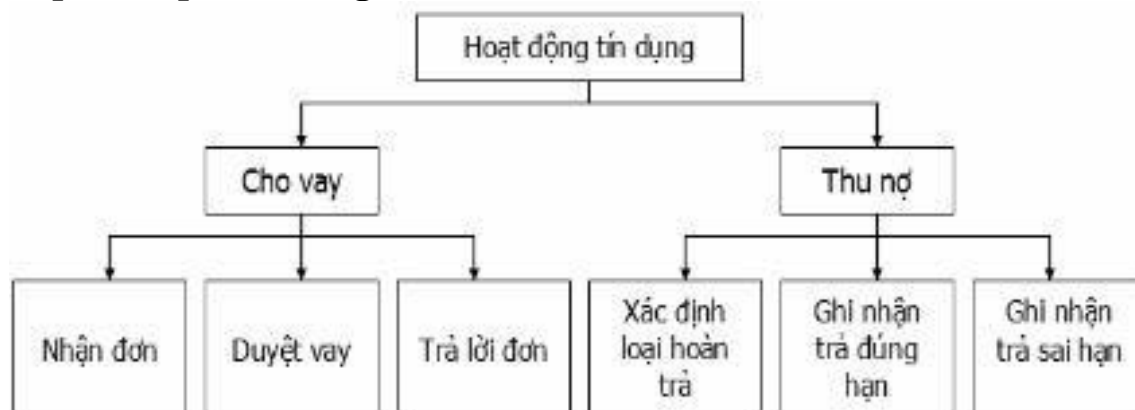 Hoạt động tín dụng
Cho vay
Thu nợ
Nhận đơn
Duyệt vay
Trả lời đơn
Xác định
loại hoàn
trả
Ghi nhận
trả đúng
hạn
Ghi nhận
trả sai hạn